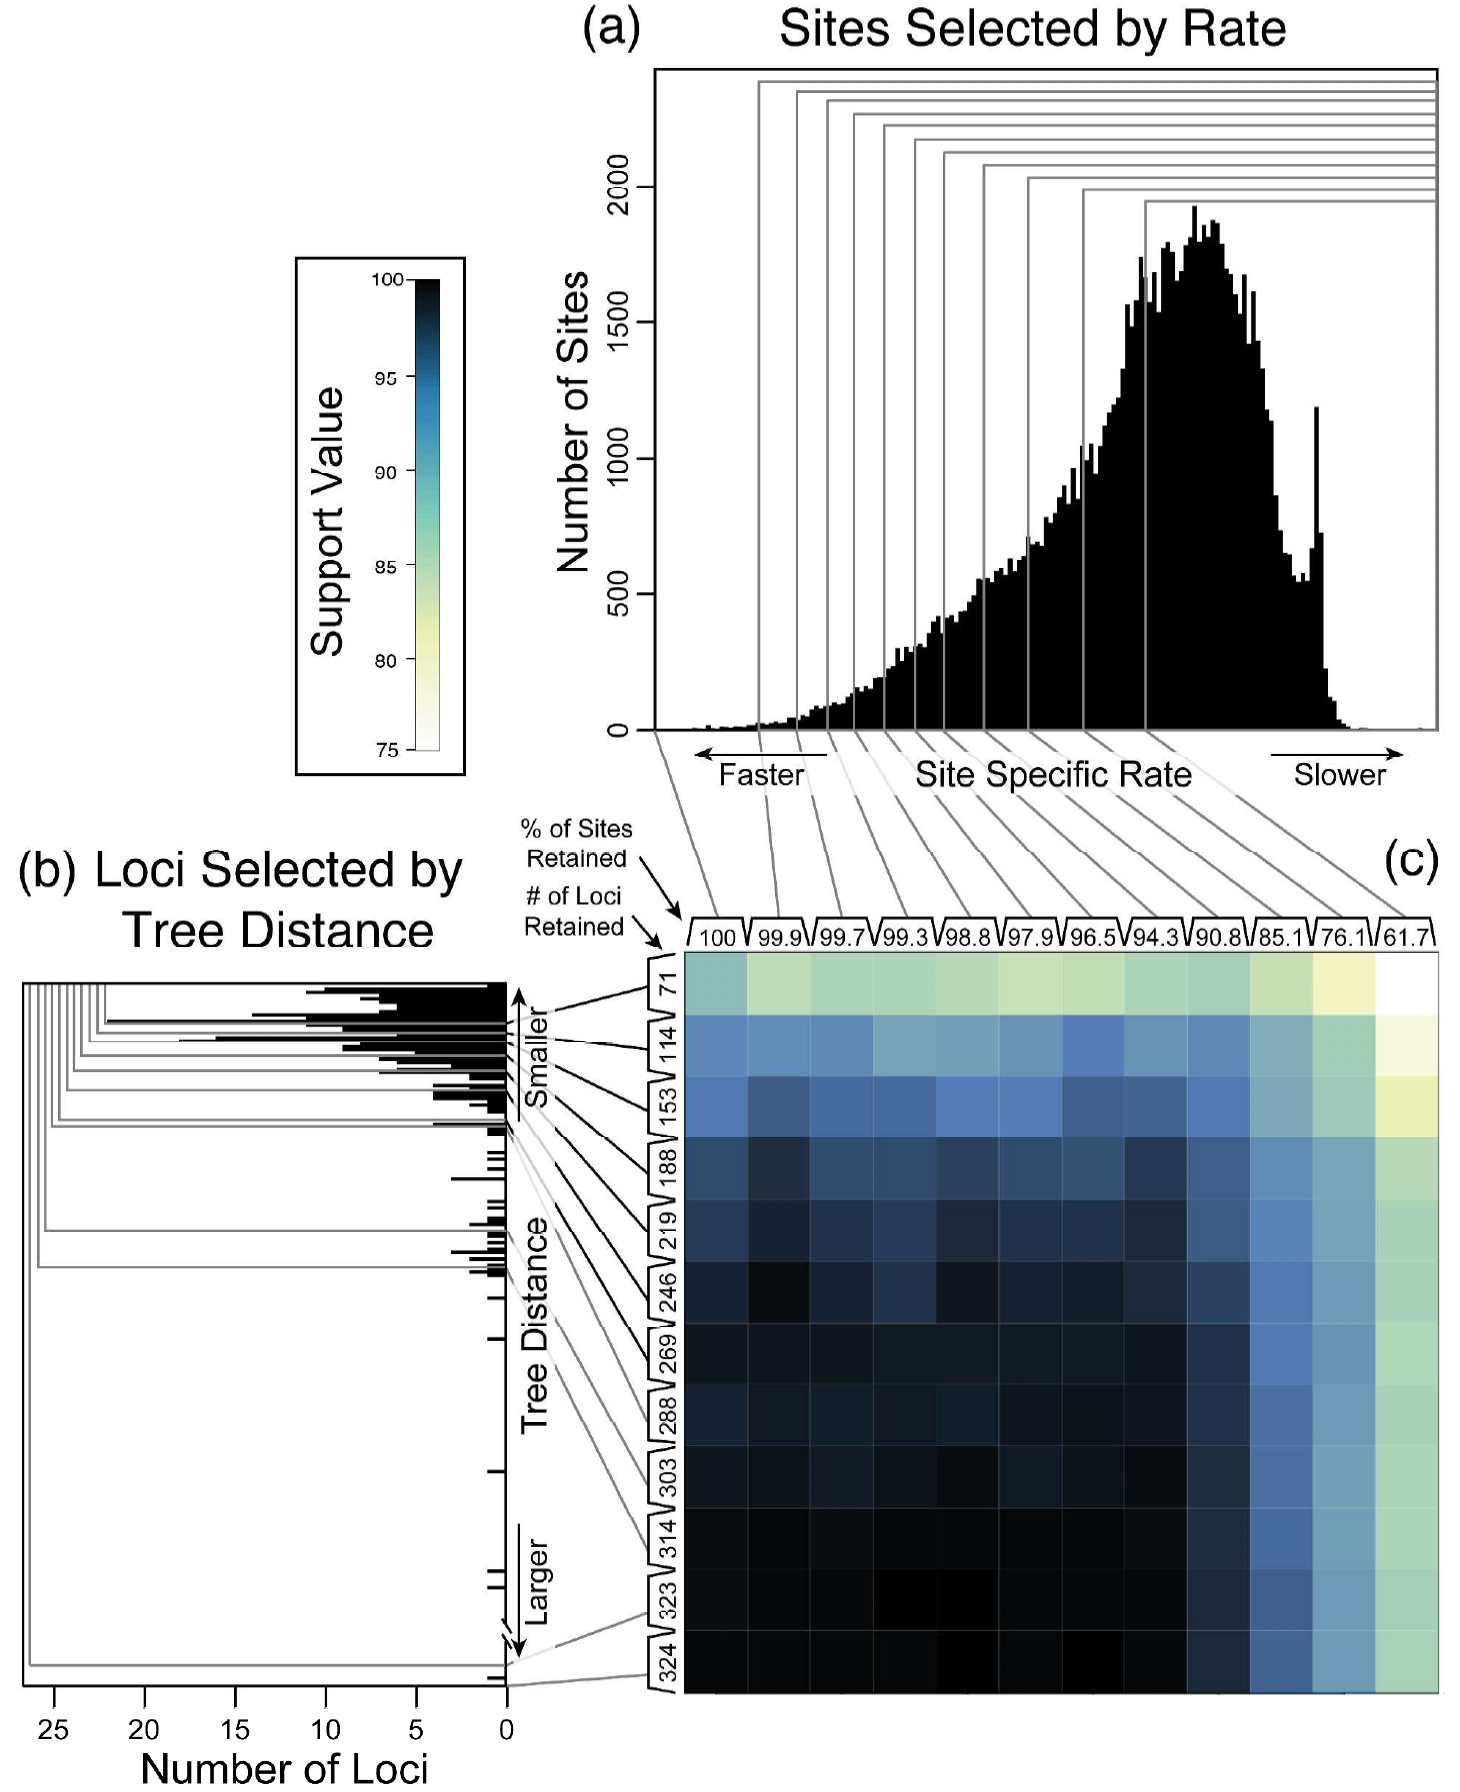 (a) Sites Selected by Rate
Number of Sites
2000
1500
1000
500
0
Faster
Site Specific Rate
Slower
Support Value
100
95
90
85
80
75
(b) Loci Selected by
Tree Distance
Smaller
Tree Distance
Larger
25 20 15 10 5 0
Number of Loci
% of Sites
Retained
# of Loci
Retained
(c)
100 99.9 99.7 99.3 98.8 97.9 96.5 94.3 90.8 85.1 76.1 61.7
71
114
153
188
219
246
269
288
303
314
323
324